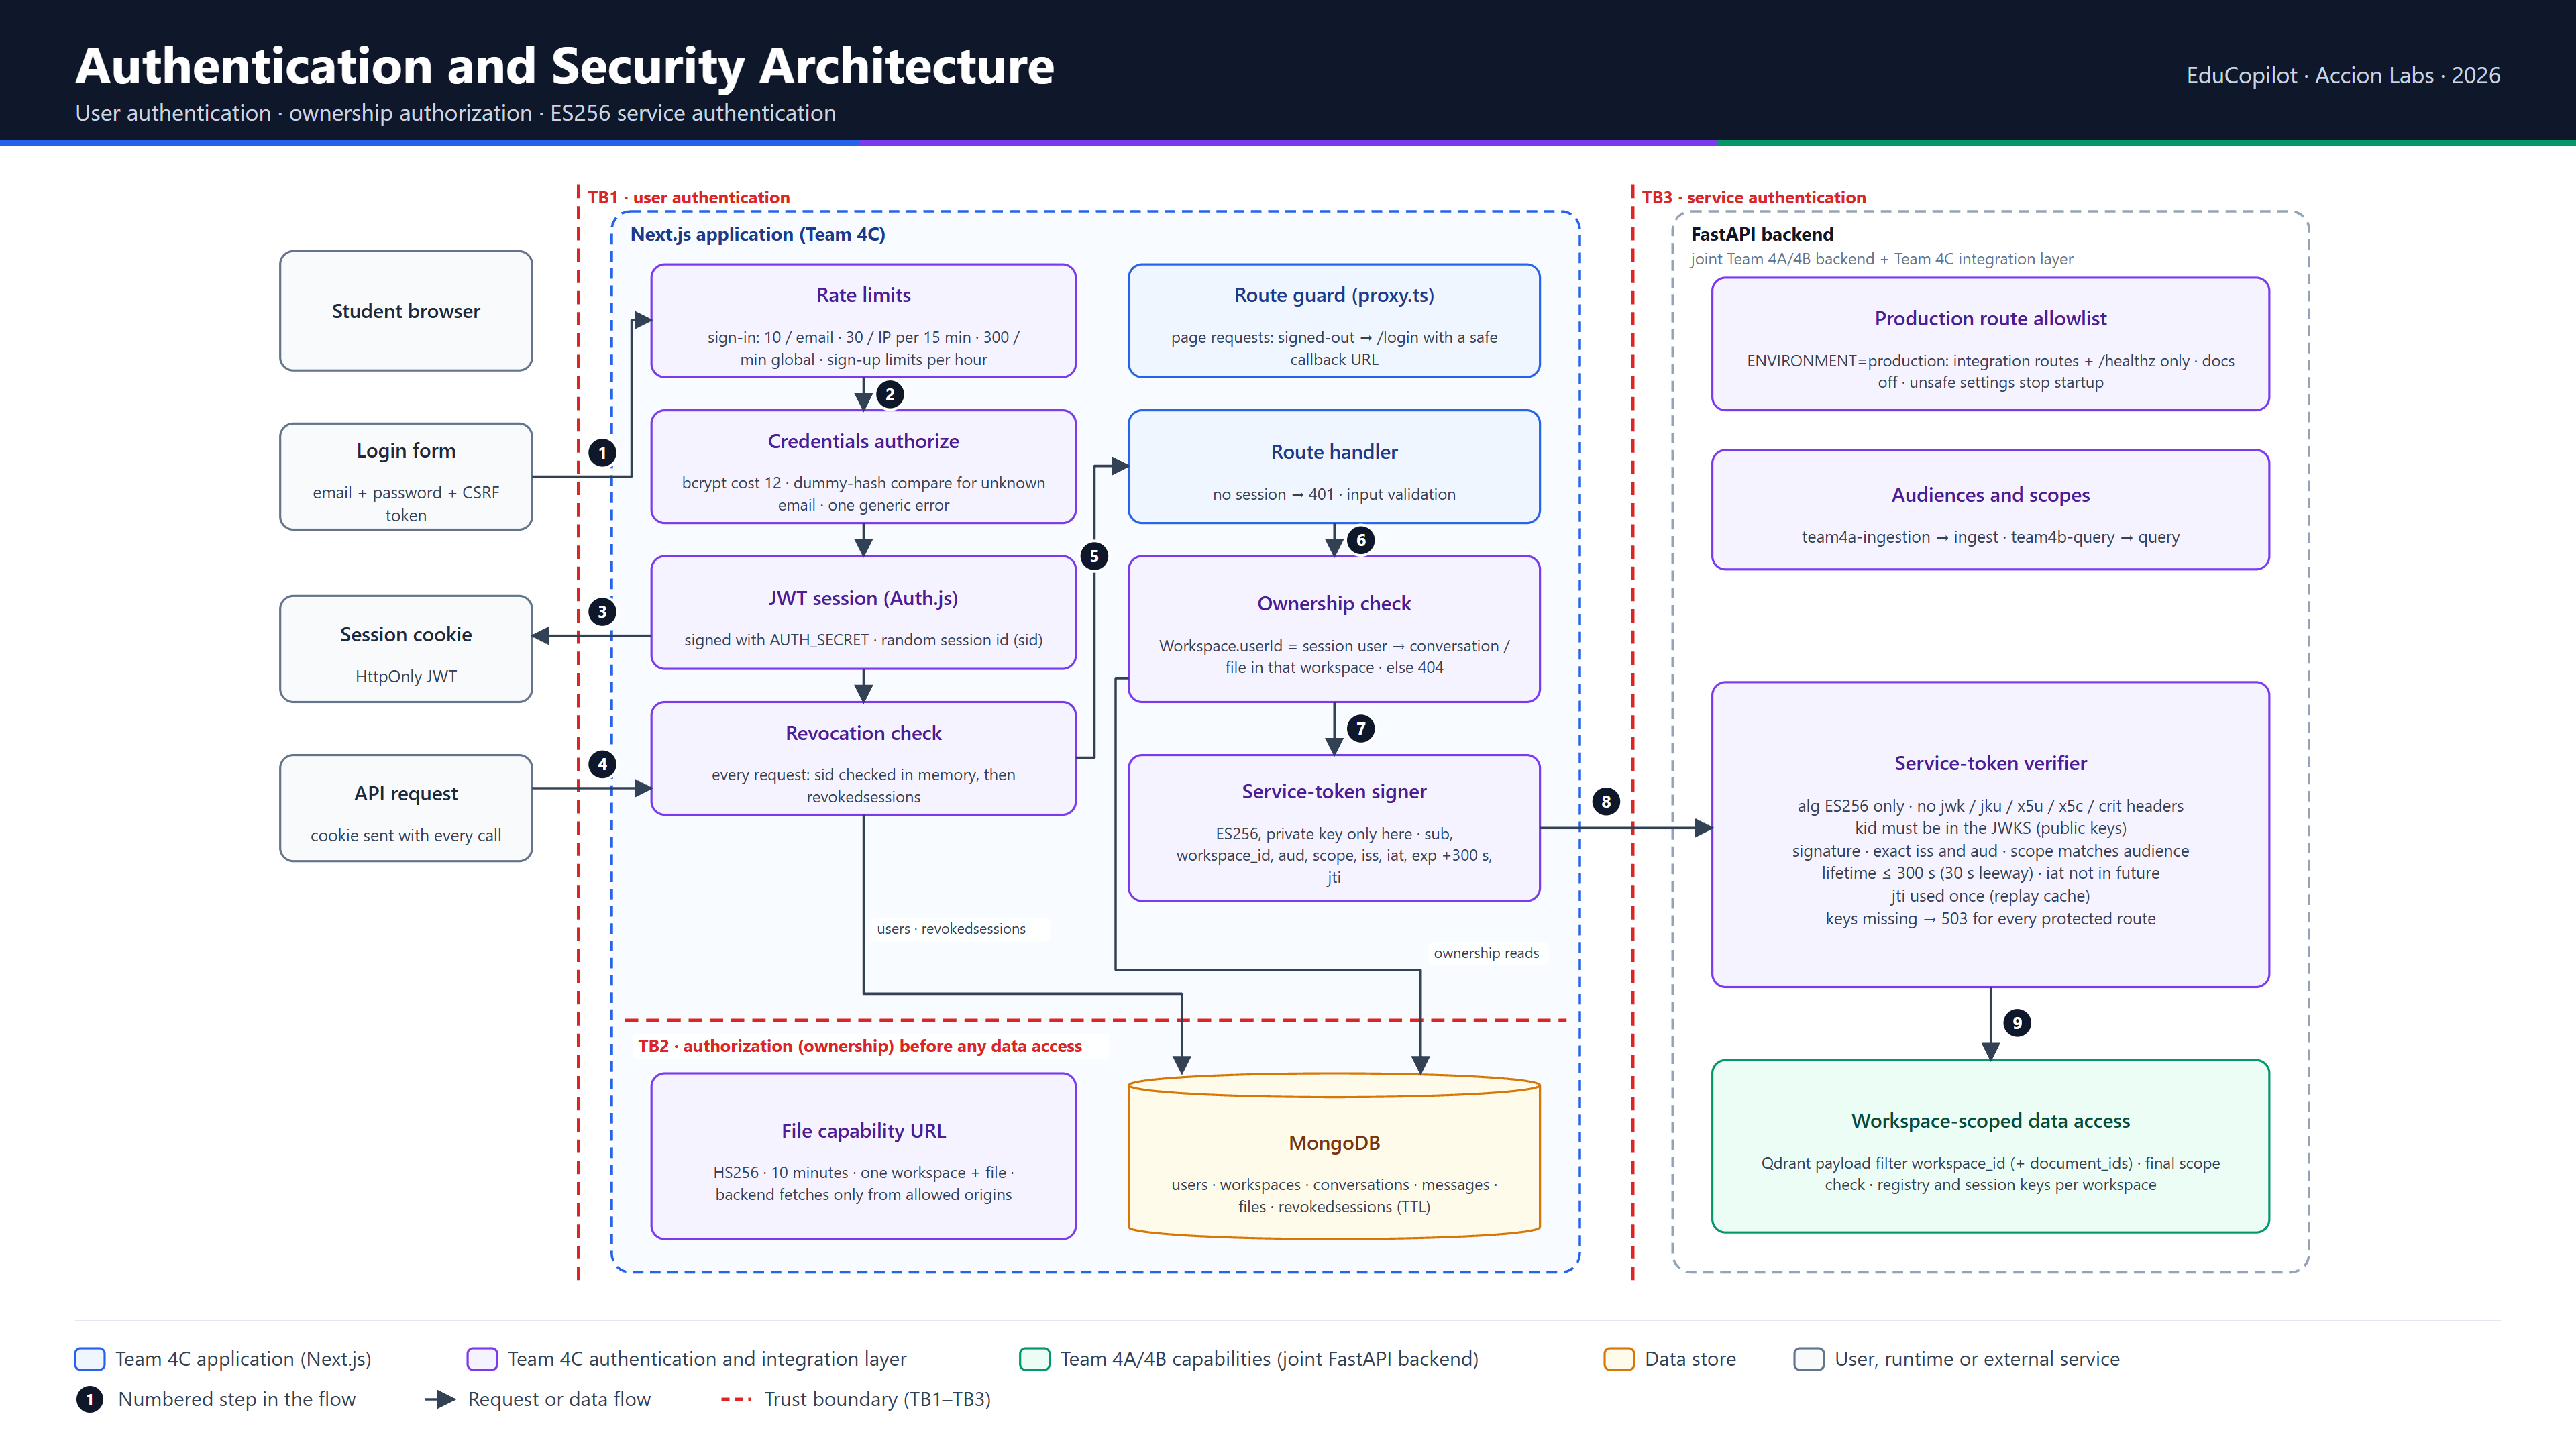 Authentication and Security Architecture
User authentication · ownership authorization · ES256 service authentication
EduCopilot · Accion Labs · 2026
TB1 · user authentication
TB3 · service authentication
Next.js application (Team 4C)
FastAPI backend
joint Team 4A/4B backend + Team 4C integration layer
Student browser
Login form
email + password + CSRF
token
Session cookie
HttpOnly JWT
API request
cookie sent with every call
1
3
4
Rate limits
sign-in: 10 / email · 30 / IP per 15 min · 300 /
min global · sign-up limits per hour
2
Credentials authorize
bcrypt cost 12 · dummy-hash compare for unknown
email · one generic error
JWT session (Auth.js)
signed with AUTH_SECRET · random session id (sid)
Revocation check
every request: sid checked in memory, then
revokedsessions
5
users · revokedsessions
Route guard (proxy.ts)
page requests: signed-out → /login with a safe
callback URL
Route handler
no session → 401 · input validation
6
Ownership check
Workspace.userId = session user → conversation /
file in that workspace · else 404
7
Service-token signer
ES256, private key only here · sub,
workspace_id, aud, scope, iss, iat, exp +300 s,
jti
ownership reads
8
TB2 · authorization (ownership) before any data access
File capability URL
HS256 · 10 minutes · one workspace + file ·
backend fetches only from allowed origins
MongoDB
users · workspaces · conversations · messages ·
files · revokedsessions (TTL)
Production route allowlist
ENVIRONMENT=production: integration routes + /healthz only · docs
off · unsafe settings stop startup
Audiences and scopes
team4a-ingestion → ingest · team4b-query → query
Service-token verifier
alg ES256 only · no jwk / jku / x5u / x5c / crit headers
kid must be in the JWKS (public keys)
signature · exact iss and aud · scope matches audience
lifetime ≤ 300 s (30 s leeway) · iat not in future
jti used once (replay cache)
keys missing → 503 for every protected route
9
Workspace-scoped data access
Qdrant payload filter workspace_id (+ document_ids) · final scope
check · registry and session keys per workspace
Team 4C application (Next.js)
Team 4C authentication and integration layer
Team 4A/4B capabilities (joint FastAPI backend)
Data store
User, runtime or external service
1
Numbered step in the flow
Request or data flow
Trust boundary (TB1–TB3)